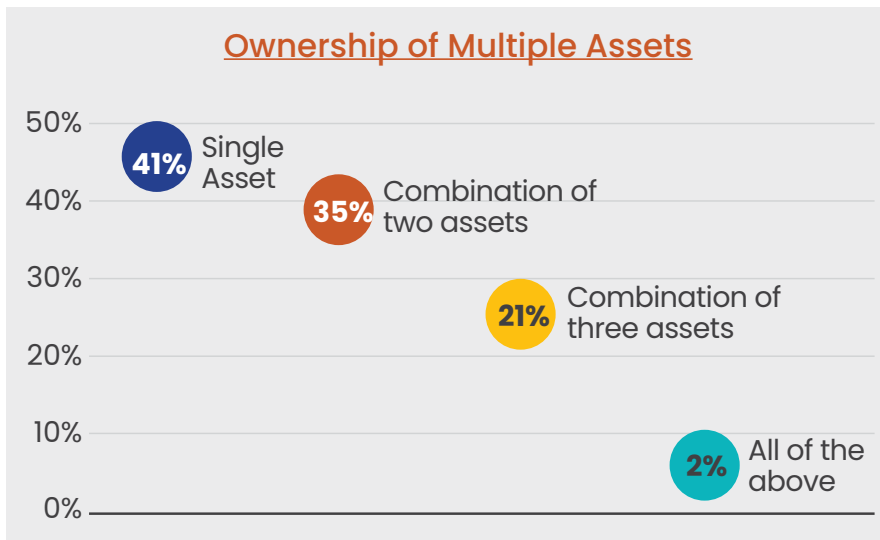 Ownership of Multiple Assets
50%
41%
Single
Asset
40%
35%
Combination of
two assets
30%
21%
Combination of
three assets
20%
10%
2%
All of the
above
0%